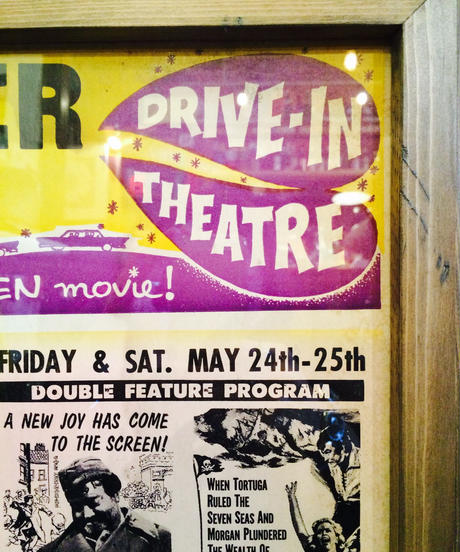 ER
DRIVE-IN
THEATRE
EN movie!
FRIDAY & SAT. MAY 24th-25th
DOUBLE FEATURE PROGRAM
A NEW JOY HAS COME
TO THE SCREEN!
WHEN TORTUGA
RULED THE
SEVEN SEAS AND
MORGAN PLUNDERED
THE WEALTH OF